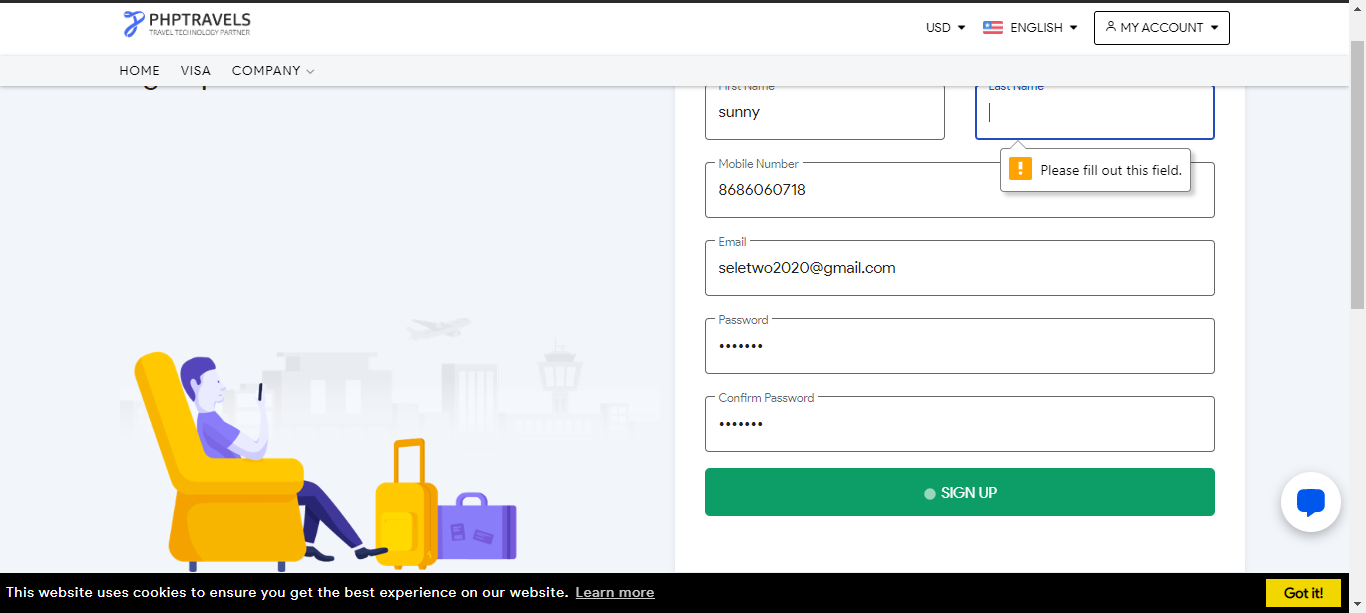 PHPTRAVELS
TRAVEL TECHNOLOGY PARTNER
USD
ENGLISH
MY ACCOUNT
HOME
VISA
COMPANY
First Name
Last Name
sunny
Please fill out this field.
Mobile Number
8686060718
Email
seletwo2020@gmail.com
Password
•••••••
Confirm Password
•••••••
SIGN UP
This website uses cookies to ensure you get the best experience on our website. Learn more
Got it!